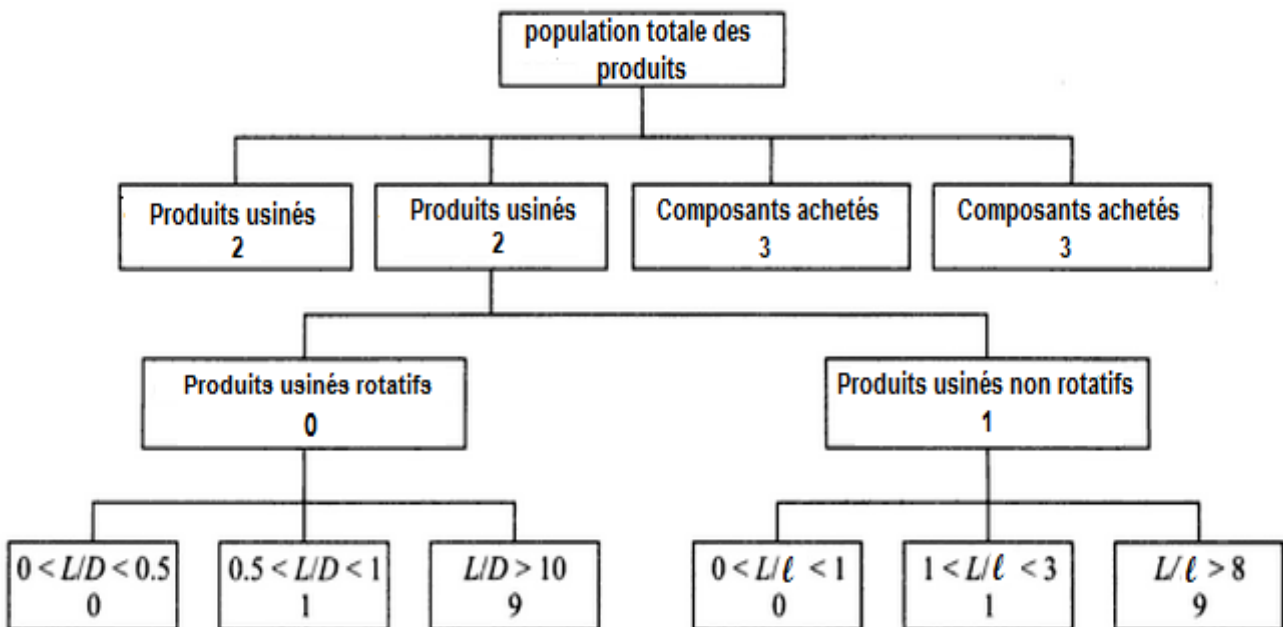 population totale des
produits
Produits usinés
2
Produits usinés
2
Composants achetés
3
Composants achetés
3
Produits usinés rotatifs
0
Produits usinés non rotatifs
1
0 < L/D < 0.5
0
0.5 < L/D < 1
1
L/D > 10
9
0 < L/ℓ < 1
0
1 < L/ℓ < 3
1
L/ℓ > 8
9